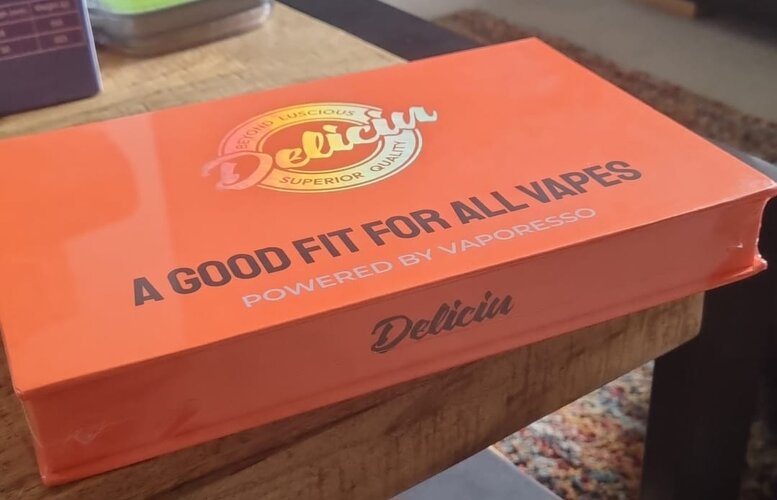 BEYOND LUSCIOUS
Deliciu
SUPERIOR QUALITY
A GOOD FIT FOR ALL VAPES
POWERED BY VAPORESSO
Deliciu